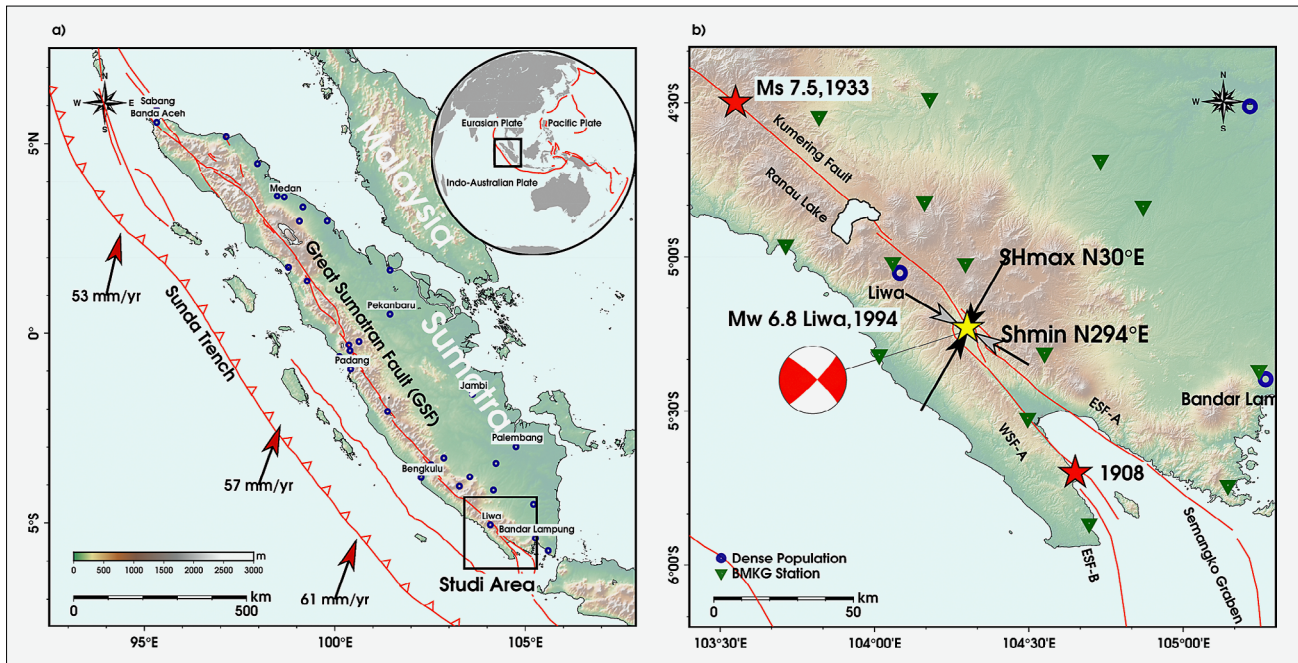 a)
N
W
E
S
Sabang
Banda Aceh
5°N
Medan
Malaysia
Eurasian Plate
Pacific Plate
Indo-Australian Plate
53 mm/yr
Great Sumatran Fault (GSF)
Pekanbaru
Sumatra
Sunda Trench
0°
Padang
Jambi
Palembang
57 mm/yr
Bengkulu
Liwa
Bandar Lampung
5°S
m
0 500 1000 1500 2000 2500 3000
km
0 500
61 mm/yr
Studi Area
95°E
100°E
105°E
b)
4°30'S
Ms 7.5,1933
N
W
S
Kumering Fault
Ranau Lake
5°00'S
SHmax N30°E
Liwa
Mw 6.8 Liwa,1994
Shmin N294°E
Bandar Lam
5°30'S
ESF-A
WSF-A
1908
Semangko Graben
ESF-B
Dense Population
BMKG Station
6°00'S
km
0 50
103°30'E
104°00'E
104°30'E
105°00'E